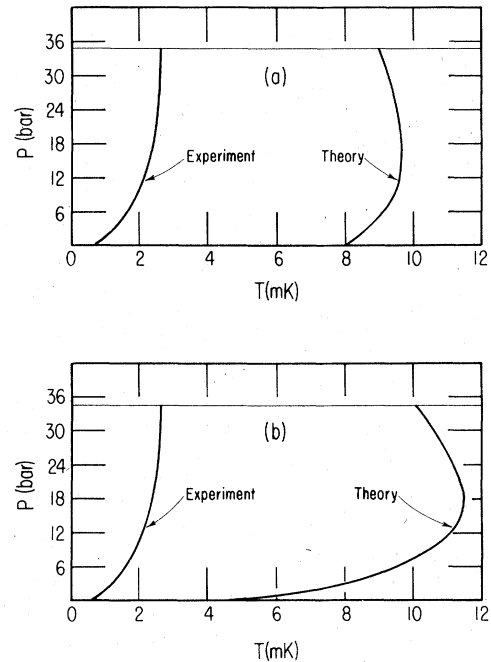 36
30
24
18
12
6
P (bar)
(a)
Experiment
Theory
0 2 4 6 8 10 12
T(mK)
36
30
24
18
12
6
P (bar)
(b)
Experiment
Theory
0 2 4 6 8 10 12
T(mK)